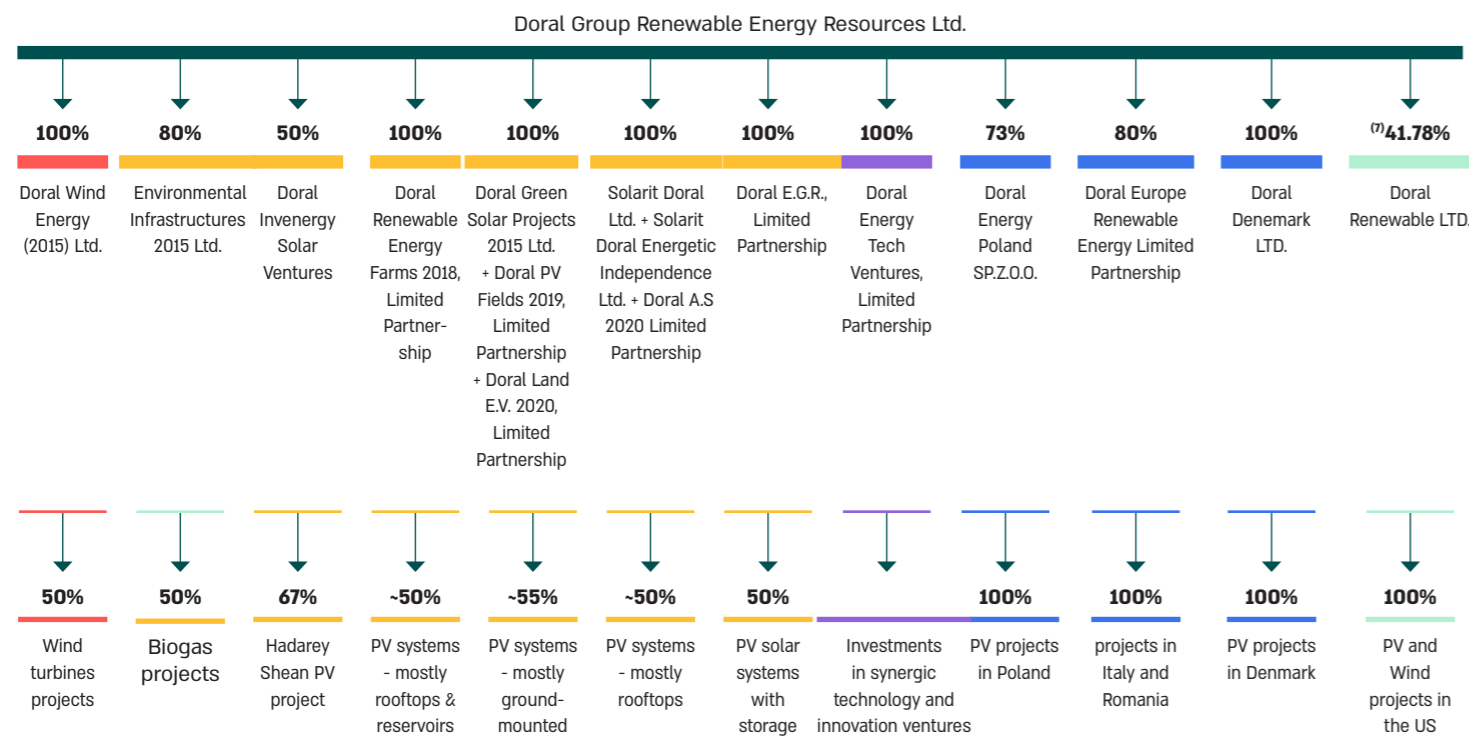 Doral Group Renewable Energy Resources Ltd.
100%
Doral Wind
Energy
(2015) Ltd.
80%
Environmental
Infrastructures
2015 Ltd.
50%
Doral
Invenergy
Solar
Ventures
100%
Doral
Renewable
Energy
Farms 2018,
Limited
Partner-
ship
100%
Doral Green
Solar Projects
2015 Ltd.
+ Doral PV
Fields 2019,
Limited
Partnership
+ Doral Land
E.V. 2020,
Limited
Partnership
100%
Solarit Doral
Ltd. + Solarit
Doral Energetic
Independence
Ltd. + Doral A.S
2020 Limited
Partnership
100%
Doral E.G.R.,
Limited
Partnership
100%
Doral
Energy
Tech
Ventures,
Limited
Partnership
73%
Doral
Energy
Poland
SP.Z.O.O.
80%
Doral Europe
Renewable
Energy Limited
Partnership
100%
Doral
Denemark
LTD.
(7)41.78%
Doral
Renewable LTD.
50%
Wind
turbines
projects
50%
Biogas
projects
67%
Hadarey
Shean PV
project
~50%
PV systems
- mostly
rooftops &
reservoirs
~55%
PV systems
- mostly
ground-
mounted
~50%
PV systems
- mostly
rooftops
50%
PV solar
systems
with
storage
Investments
in synergic
technology and
innovation ventures
100%
PV projects
in Poland
100%
projects in
Italy and
Romania
100%
PV projects
in Denmark
100%
PV and
Wind
projects in
the US